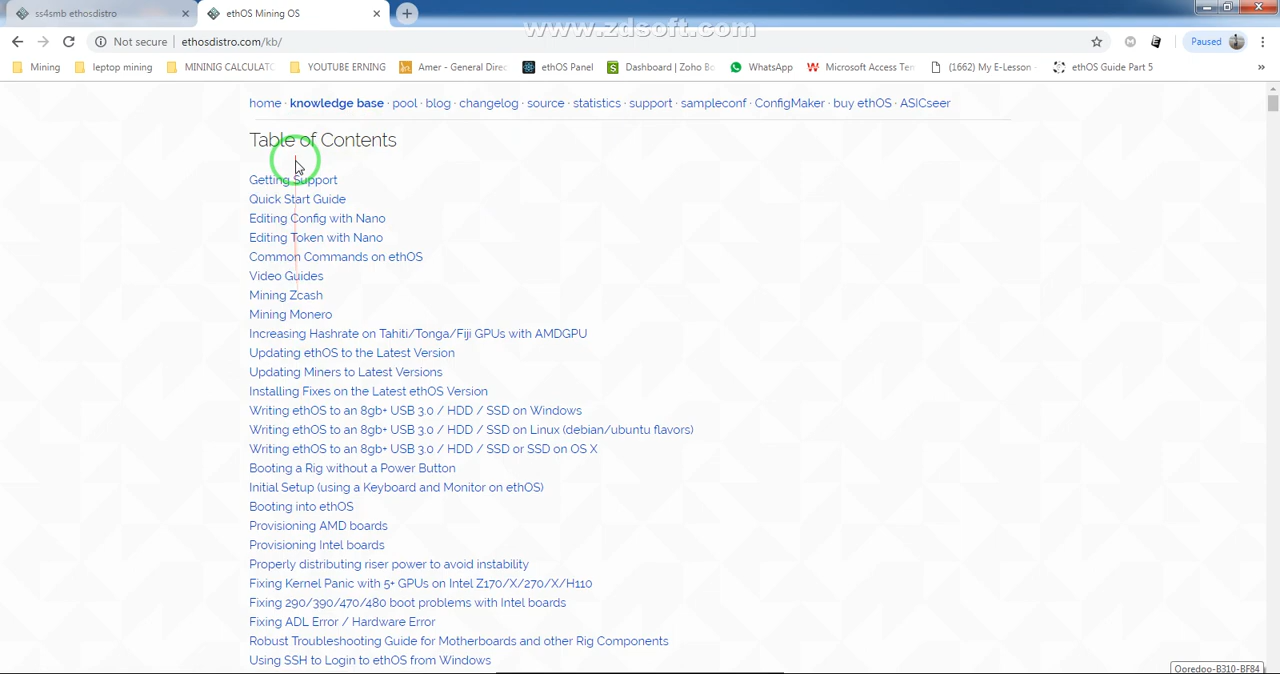 ss4smb ethosdistro
ethOS Mining OS
www.zdsoft.com
Not secure
ethosdistro.com/kb/
Paused
Mining
leptop mining
MININIG CALCULATC
YOUTUBE ERNING
Amer - General Direc
ethOS Panel
Dashboard | Zoho Bo
WhatsApp
Microsoft Access Ten
(1662) My E-Lesson
ethOS Guide Part 5
»
home · knowledge base · pool · blog · changelog · source · statistics · support · sampleconf · ConfigMaker · buy ethOS · ASICseer
Table of Contents
Getting Support
Quick Start Guide
Editing Config with Nano
Editing Token with Nano
Common Commands on ethOS
Video Guides
Mining Zcash
Mining Monero
Increasing Hashrate on Tahiti/Tonga/Fiji GPUs with AMDGPU
Updating ethOS to the Latest Version
Updating Miners to Latest Versions
Installing Fixes on the Latest ethOS Version
Writing ethOS to an 8gb+ USB 3.0 / HDD / SSD on Windows
Writing ethOS to an 8gb+ USB 3.0 / HDD / SSD on Linux (debian/ubuntu flavors)
Writing ethOS to an 8gb+ USB 3.0 / HDD / SSD or SSD on OS X
Booting a Rig without a Power Button
Initial Setup (using a Keyboard and Monitor on ethOS)
Booting into ethOS
Provisioning AMD boards
Provisioning Intel boards
Properly distributing riser power to avoid instability
Fixing Kernel Panic with 5+ GPUs on Intel Z170/X/270/X/H110
Fixing 290/390/470/480 boot problems with Intel boards
Fixing ADL Error / Hardware Error
Robust Troubleshooting Guide for Motherboards and other Rig Components
Using SSH to Login to ethOS from Windows
Ooredoo-B310-BF84